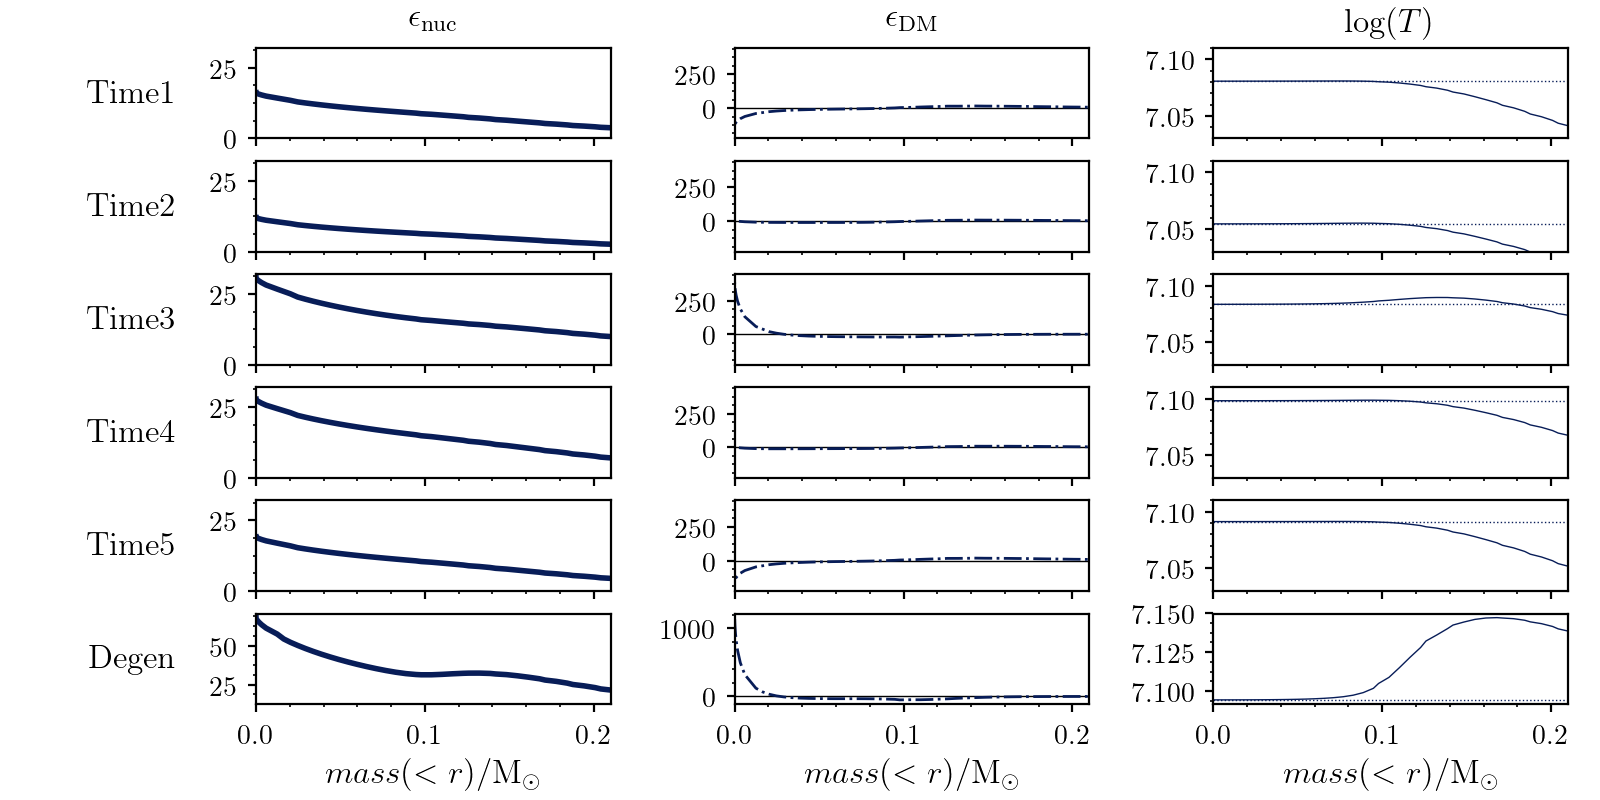 ϵnuc ϵDM log(T)
Time1 25 0 250 0 7.10 7.05
Time2 25 0 250 0 7.10 7.05
Time3 25 0 250 0 7.10 7.05
Time4 25 0 250 0 7.10 7.05
Time5 25 0 250 0 7.10 7.05
Degen 50 25 1000 0 7.150 7.125 7.100
0.0 0.1 0.2 0.0 0.1 0.2 0.0 0.1 0.2
mass(< r)/M⊙ mass(< r)/M⊙ mass(< r)/M⊙